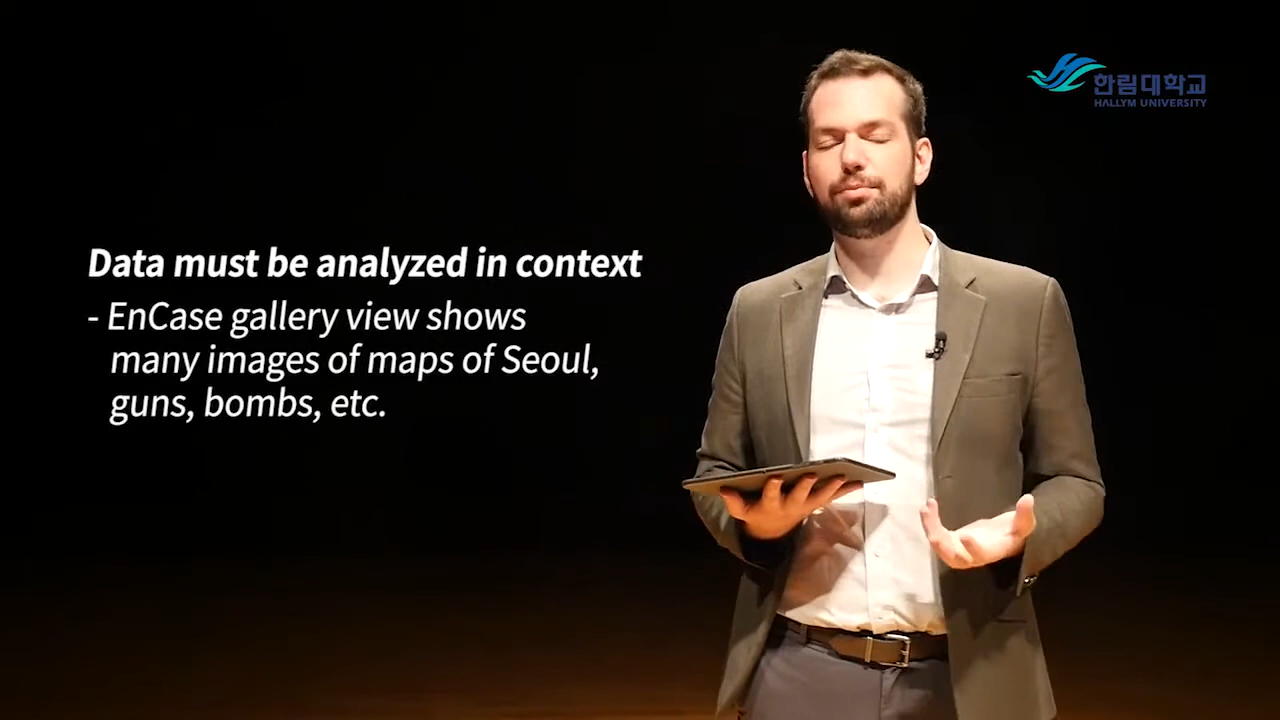 한림대학교
HALLYM UNIVERSITY
Data must be analyzed in context
- EnCase gallery view shows
many images of maps of Seoul,
guns, bombs, etc.